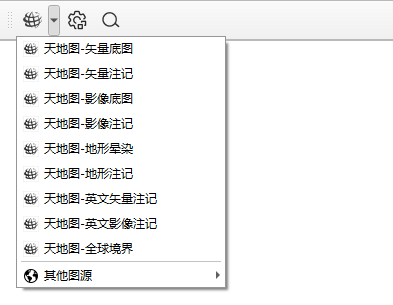 天地图-矢量底图
天地图-矢量注记
天地图-影像底图
天地图-影像注记
天地图-地形晕染
天地图-地形注记
天地图-英文矢量注记
天地图-英文影像注记
天地图-全球境界
其他图源